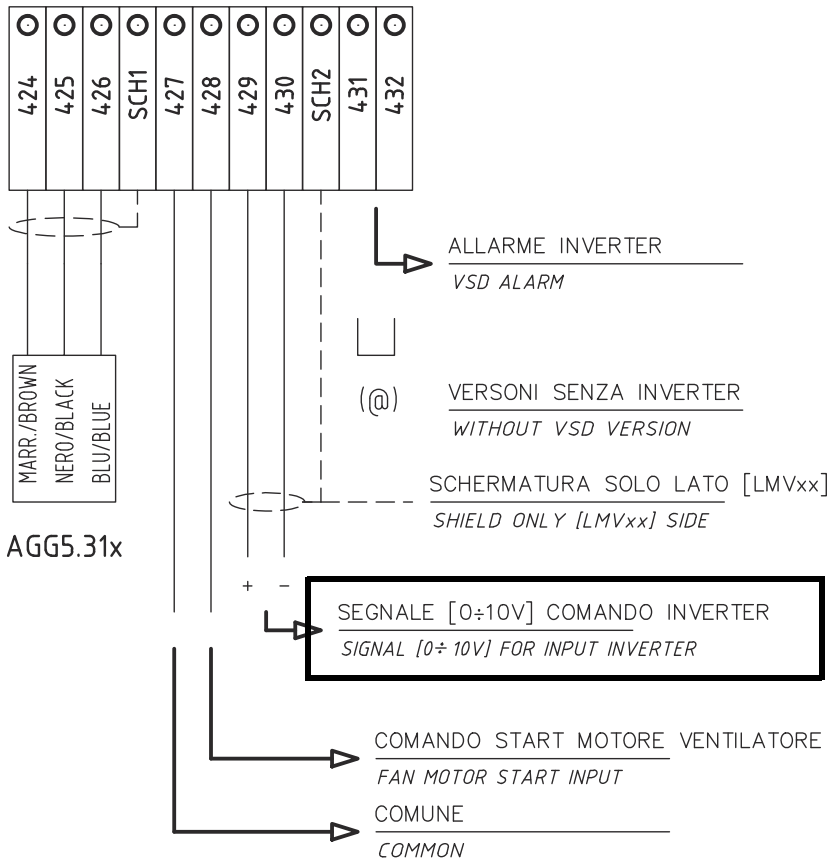 424
425
426
SCH1
427
428
429
430
SCH2
431
432
ALLARME INVERTER
VSD ALARM
MARR./BROWN
NERO/BLACK
BLU/BLUE
(@)
VERSONI SENZA INVERTER
WITHOUT VSD VERSION
SCHERMATURA SOLO LATO [LMVxx]
SHIELD ONLY [LMVxx] SIDE
AGG5.31x
+ -
SEGNALE [0÷10V] COMANDO INVERTER
SIGNAL [0÷10V] FOR INPUT INVERTER
COMANDO START MOTORE VENTILATORE
FAN MOTOR START INPUT
COMUNE
COMMON